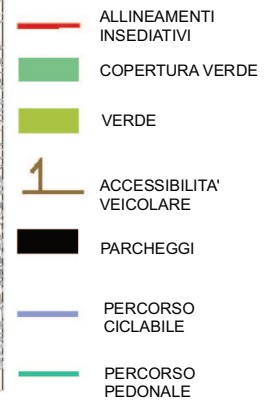 ALLINEAMENTI
INSEDIATIVI
COPERTURA VERDE
VERDE
ACCESSIBILITA'
VEICOLARE
PARCHEGGI
PERCORSO
CICLABILE
PERCORSO
PEDONALE